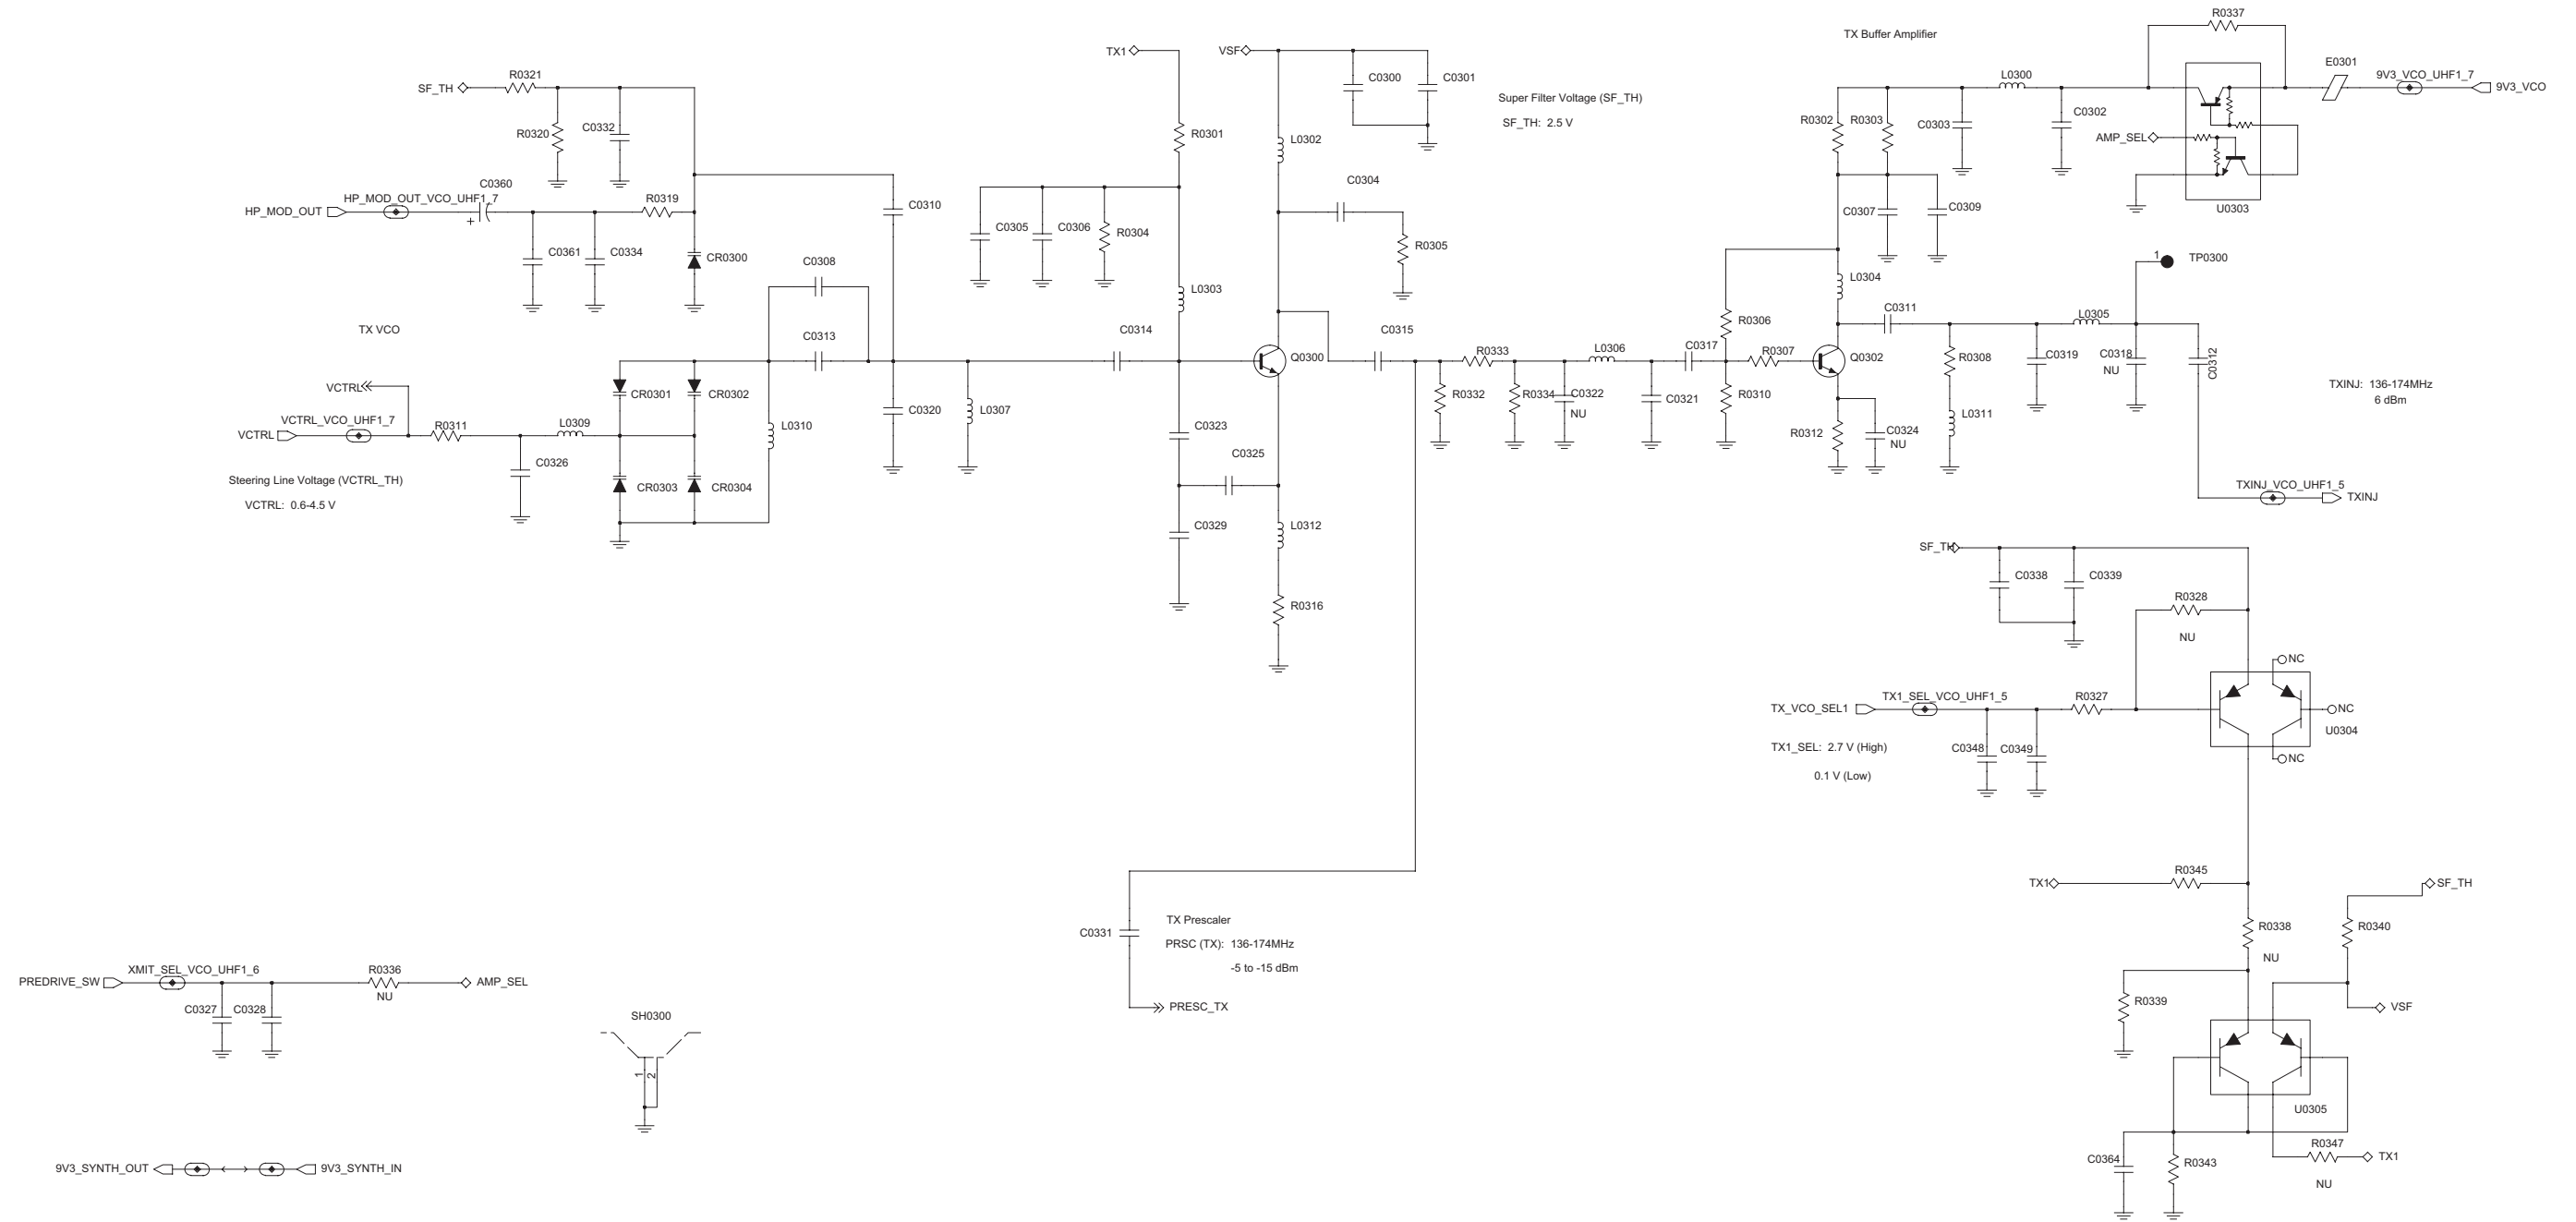 R0337
TX Buffer Amplifier
TX1
VSF
E0301
R0321
SF_TH
C0300
C0301
L0300
9V3_VCO_UHF1_7
9V3_VCO
Super Filter Voltage (SF_TH)
SF_TH: 2.5 V
R0320
C0332
R0301
L0302
R0302
R0303
C0303
C0302
AMP_SEL
C0360
HP_MOD_OUT_VCO_UHF1_7
HP_MOD_OUT
+
R0319
C0304
C0310
C0307
C0309
U0303
C0361
C0334
CR0300
C0305
C0306
R0304
R0305
C0308
1
TP0300
L0303
L0304
TX VCO
C0313
C0314
C0315
R0306
C0311
L0305
Q0300
R0333
L0306
C0317
R0307
Q0302
R0308
C0319
C0318
NU
C0312
VCTRL
CR0301
CR0302
TXINJ: 136-174MHz
6 dBm
VCTRL_VCO_UHF1_7
VCTRL
R0311
L0309
L0310
C0320
L0307
C0323
R0332
R0334
C0322
NU
C0321
R0310
R0312
C0324
NU
L0311
C0326
C0325
Steering Line Voltage (VCTRL_TH)
VCTRL: 0.6-4.5 V
CR0303
CR0304
TXINJ_VCO_UHF1_5
TXINJ
C0329
L0312
SF_TH
C0338
C0339
R0316
R0328
NU
NC
TX_VCO_SEL1
TX1_SEL_VCO_UHF1_5
R0327
NC
U0304
TX1_SEL: 2.7 V (High)
0.1 V (Low)
C0348
C0349
NC
TX1
R0345
SF_TH
C0331
TX Prescaler
PRSC (TX): 136-174MHz
-5 to -15 dBm
R0338
NU
R0340
PREDRIVE_SW
XMIT_SEL_VCO_UHF1_6
R0336
NU
AMP_SEL
C0327
C0328
PRESC_TX
R0339
VSF
SH0300
1
2
U0305
C0364
R0343
R0347
TX1
NU
9V3_SYNTH_OUT
9V3_SYNTH_IN